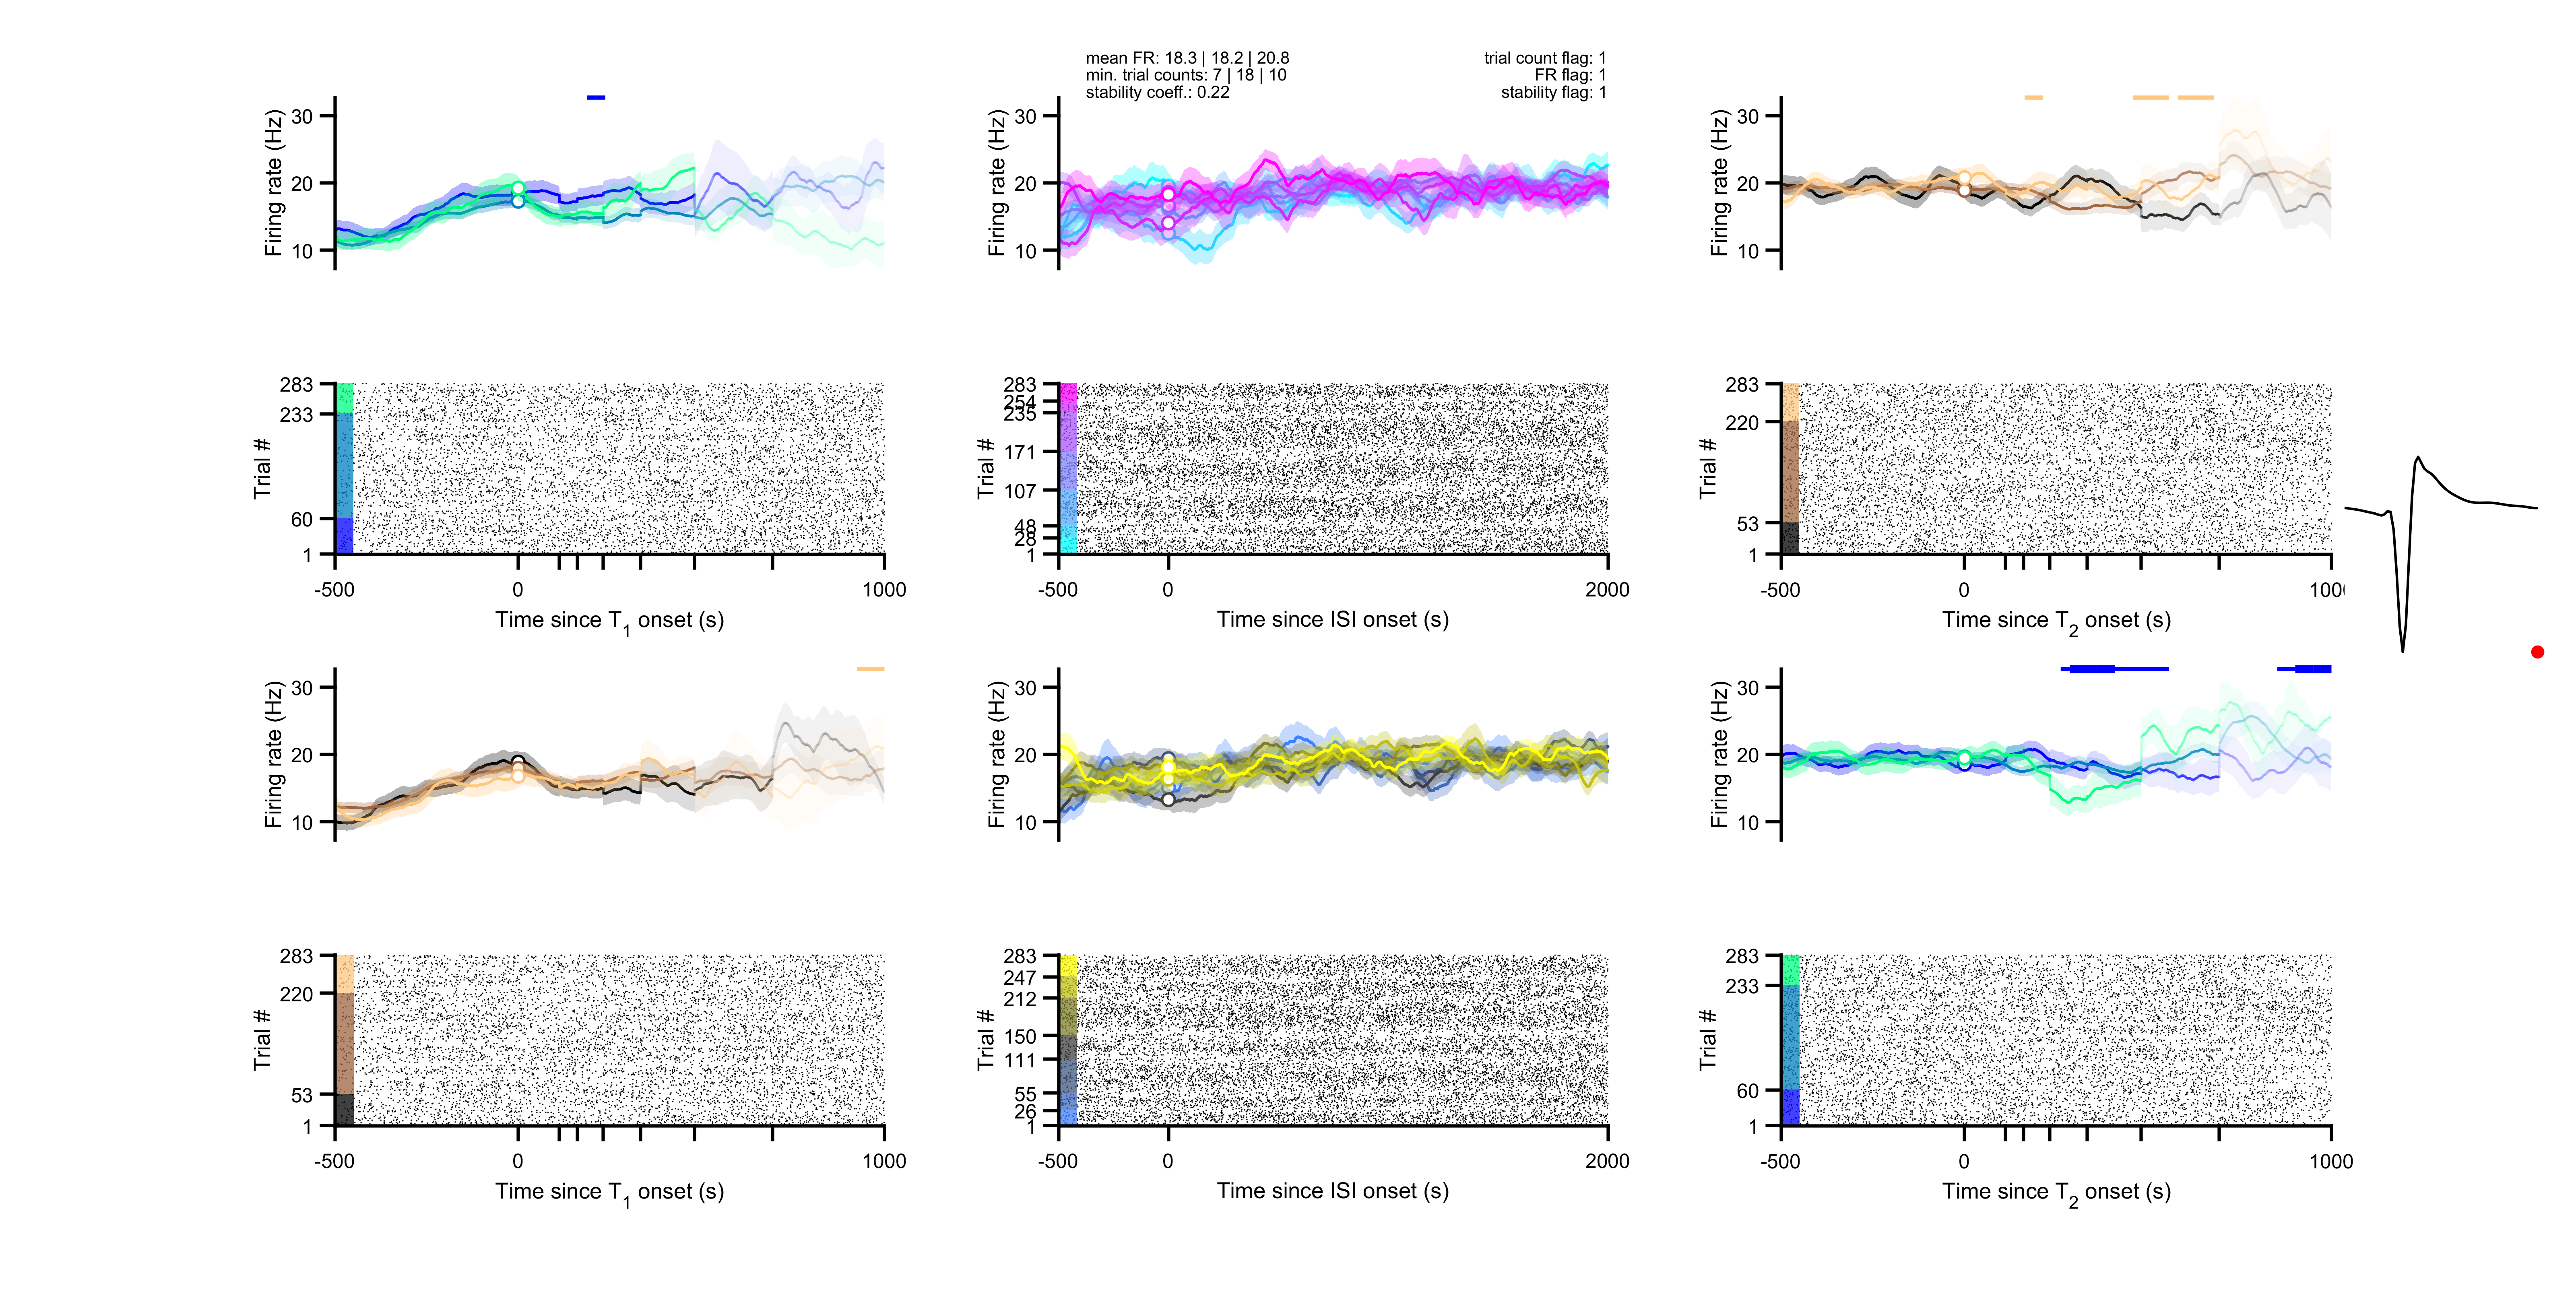 mean FR: 18.3 | 18.2 | 20.8
min. trial counts: 7 | 18 | 10
stability coeff.: 0.22
trial count flag: 1
FR flag: 1
stability flag: 1
Firing rate (Hz)
30
20
10
Firing rate (Hz)
30
20
10
Firing rate (Hz)
30
20
10
Trial #
283
233
60
1
-500
0
1000
Time since T1 onset (s)
Trial #
283
254
235
171
107
48
28
1
-500
0
2000
Time since ISI onset (s)
Trial #
283
220
53
1
-500
0
1000
Time since T2 onset (s)
Firing rate (Hz)
30
20
10
Firing rate (Hz)
30
20
10
Firing rate (Hz)
30
20
10
Trial #
283
220
53
1
-500
0
1000
Time since T1 onset (s)
Trial #
283
247
212
150
111
55
26
1
-500
0
2000
Time since ISI onset (s)
Trial #
283
233
60
1
-500
0
1000
Time since T2 onset (s)